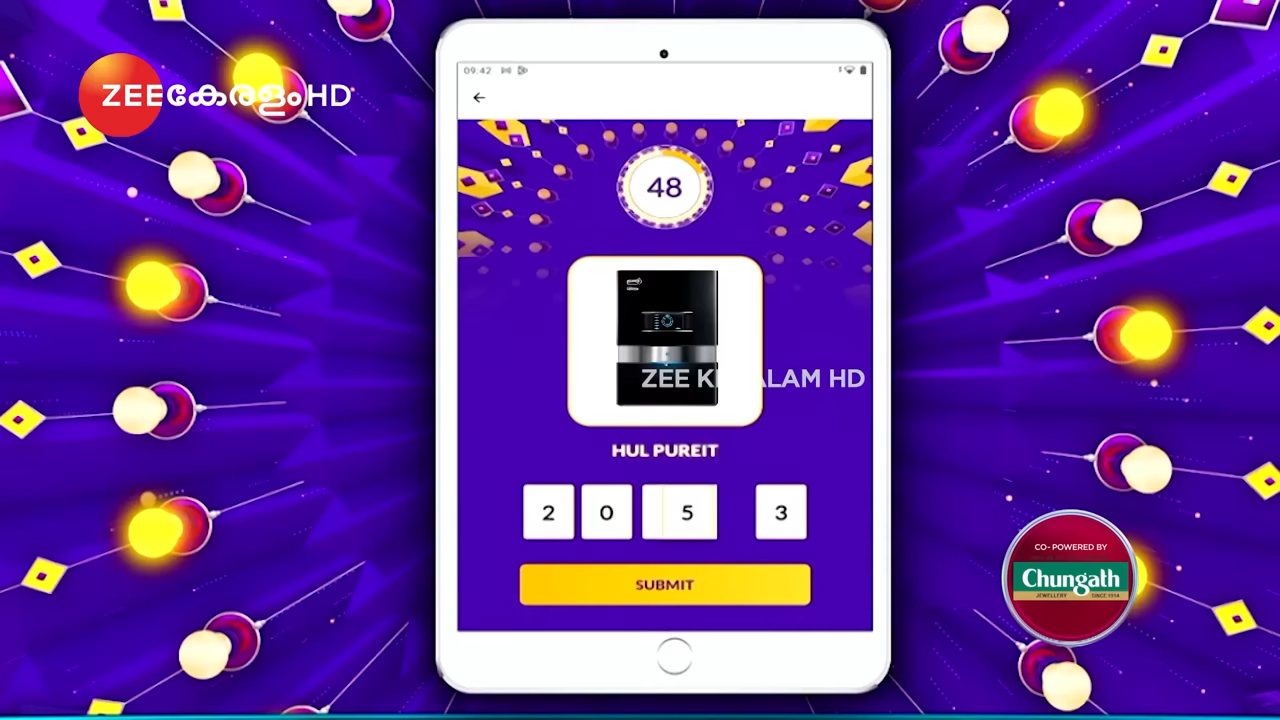 ZEEകേരളംHD
09:42
48
ZEE KERALAM HD
HUL PUREIT
2 0 5 3
SUBMIT
CO-POWERED BY
Chungath
JEWELLERY SINCE 1914